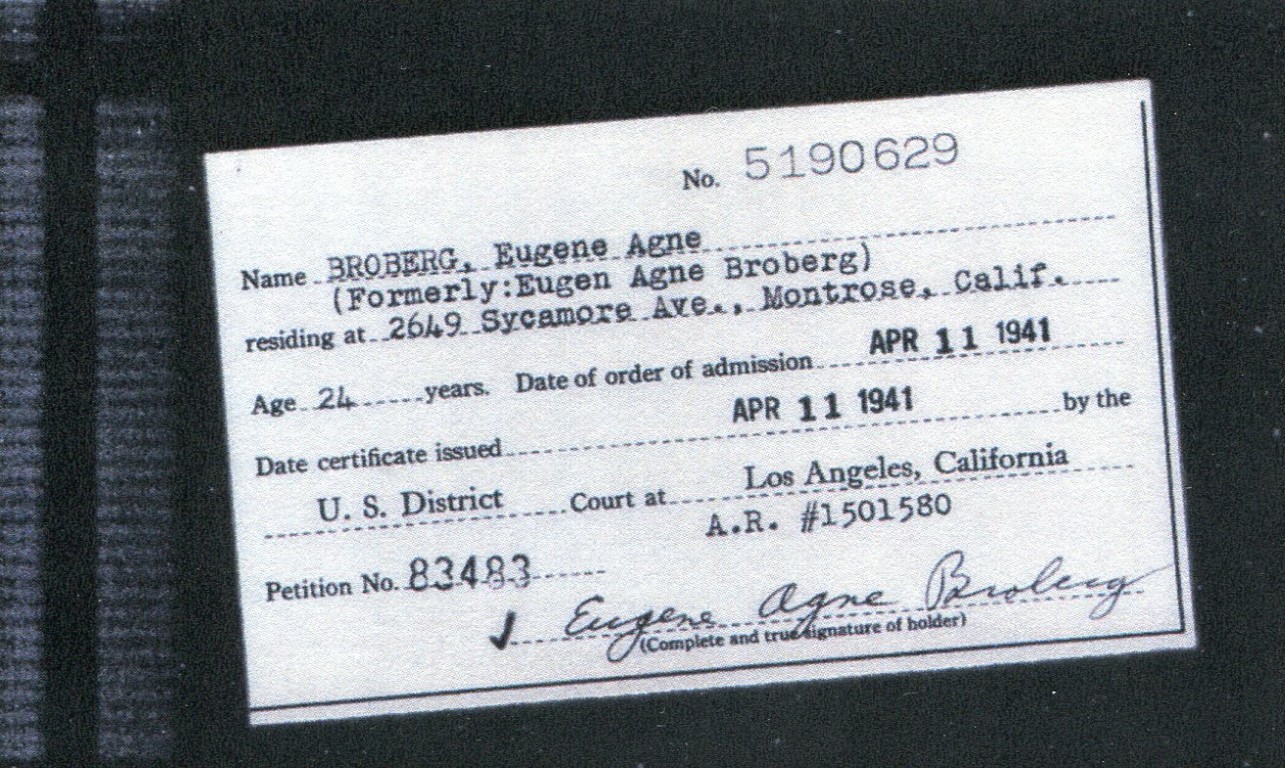 No. 5190629
Name BROBERG, Eugene Agne
(Formerly:Eugen Agne Broberg)
residing at 2649 Sycamore Ave., Montrose, Calif.
Age 24 years. Date of order of admission APR 11 1941
Date certificate issued APR 11 1941 by the
U. S. District Court at Los Angeles, California
A.R. #1501580
Petition No. 83483
Eugene Agne Broberg
(Complete and true signature of holder)